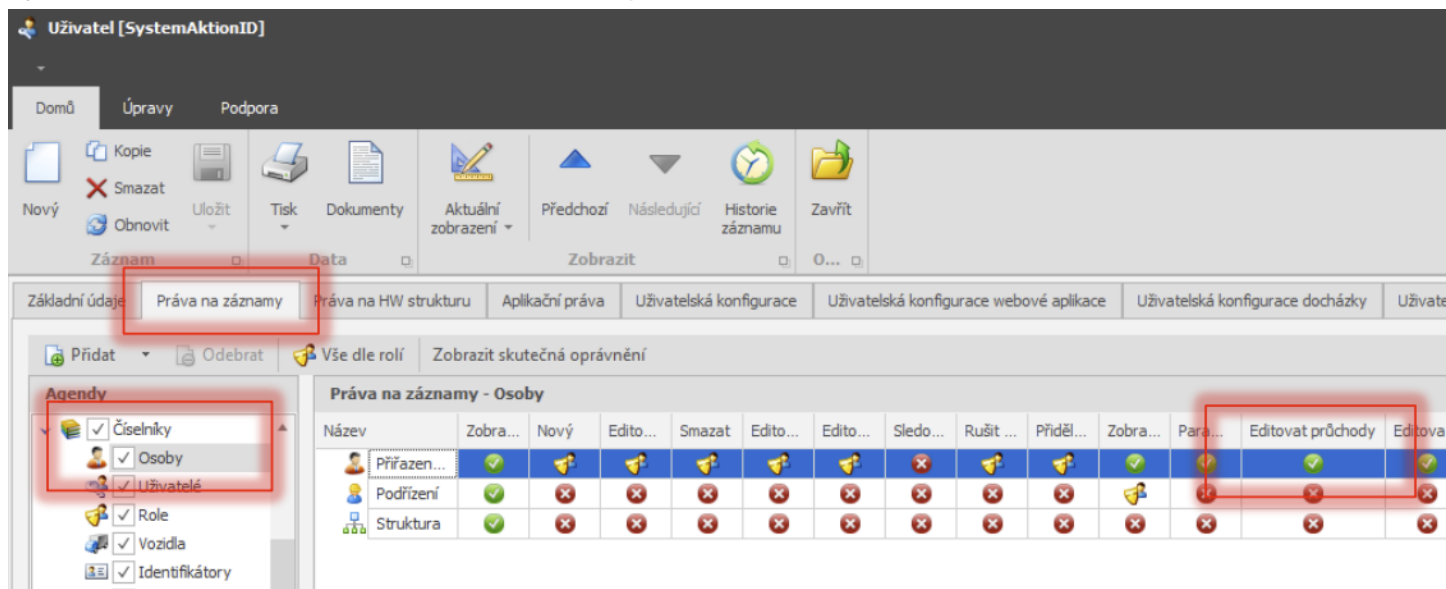 Uživatel [SystemAktionID]
Domů Úpravy Podpora
Nový Kopie Smazat Obnovit Uložit Tisk Dokumenty Aktuální zobrazení Předchozí Následující Historie záznamu Zavřít
Záznam Data Zobrazit O...
Základní údaje Práva na záznamy Práva na HW strukturu Aplikační práva Uživatelská konfigurace Uživatelská konfigurace webové aplikace Uživatelská konfigurace docházky Uživate
Přidat Odebrat Vše dle rolí Zobrazit skutečná oprávnění
Agendy Práva na záznamy - Osoby
Číselníky
Osoby
Uživatelé
Role
Vozidla
Identifikátory
Název Zobra... Nový Edito... Smazat Edito... Edito... Sledo... Rušit ... Příděl... Zobra... Para... Editovat průchody Editova
Přiřazen...
Podřízení
Struktura